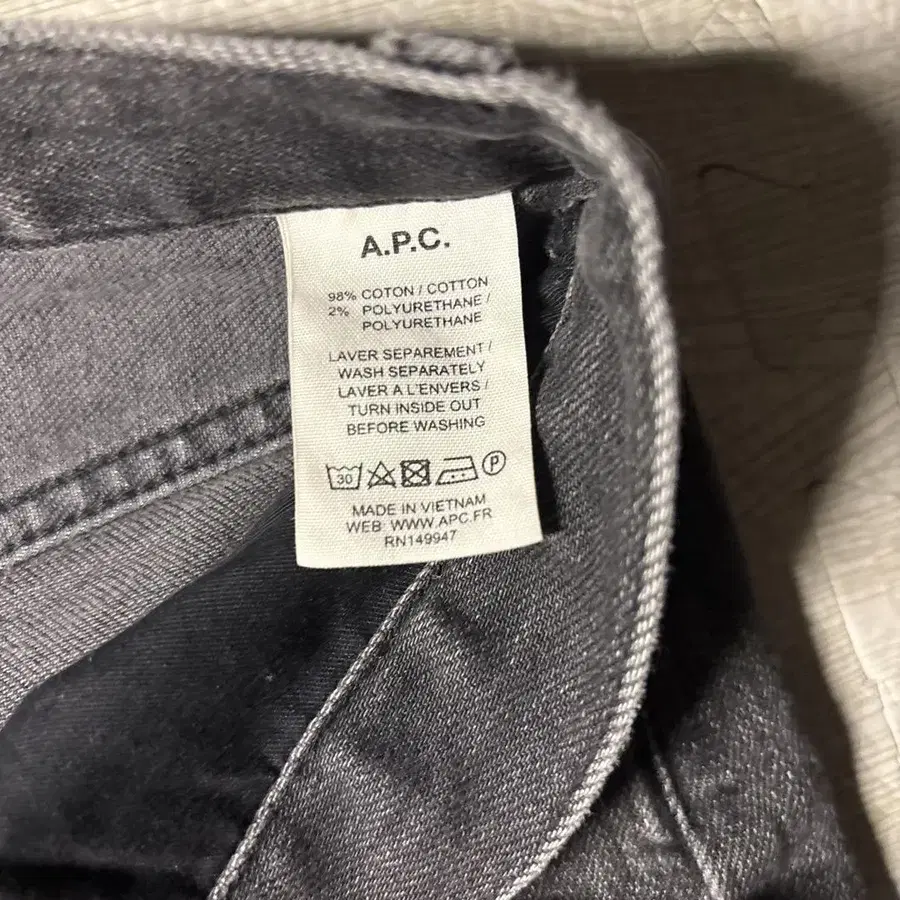 A.P.C.
98% COTON / COTTON
2% POLYURETHANE /
POLYURETHANE
LAVER SEPAREMENT /
WASH SEPARATELY
LAVER A L'ENVERS /
TURN INSIDE OUT
BEFORE WASHING
30 P
MADE IN VIETNAM
WEB: WWW.APC.FR
RN149947